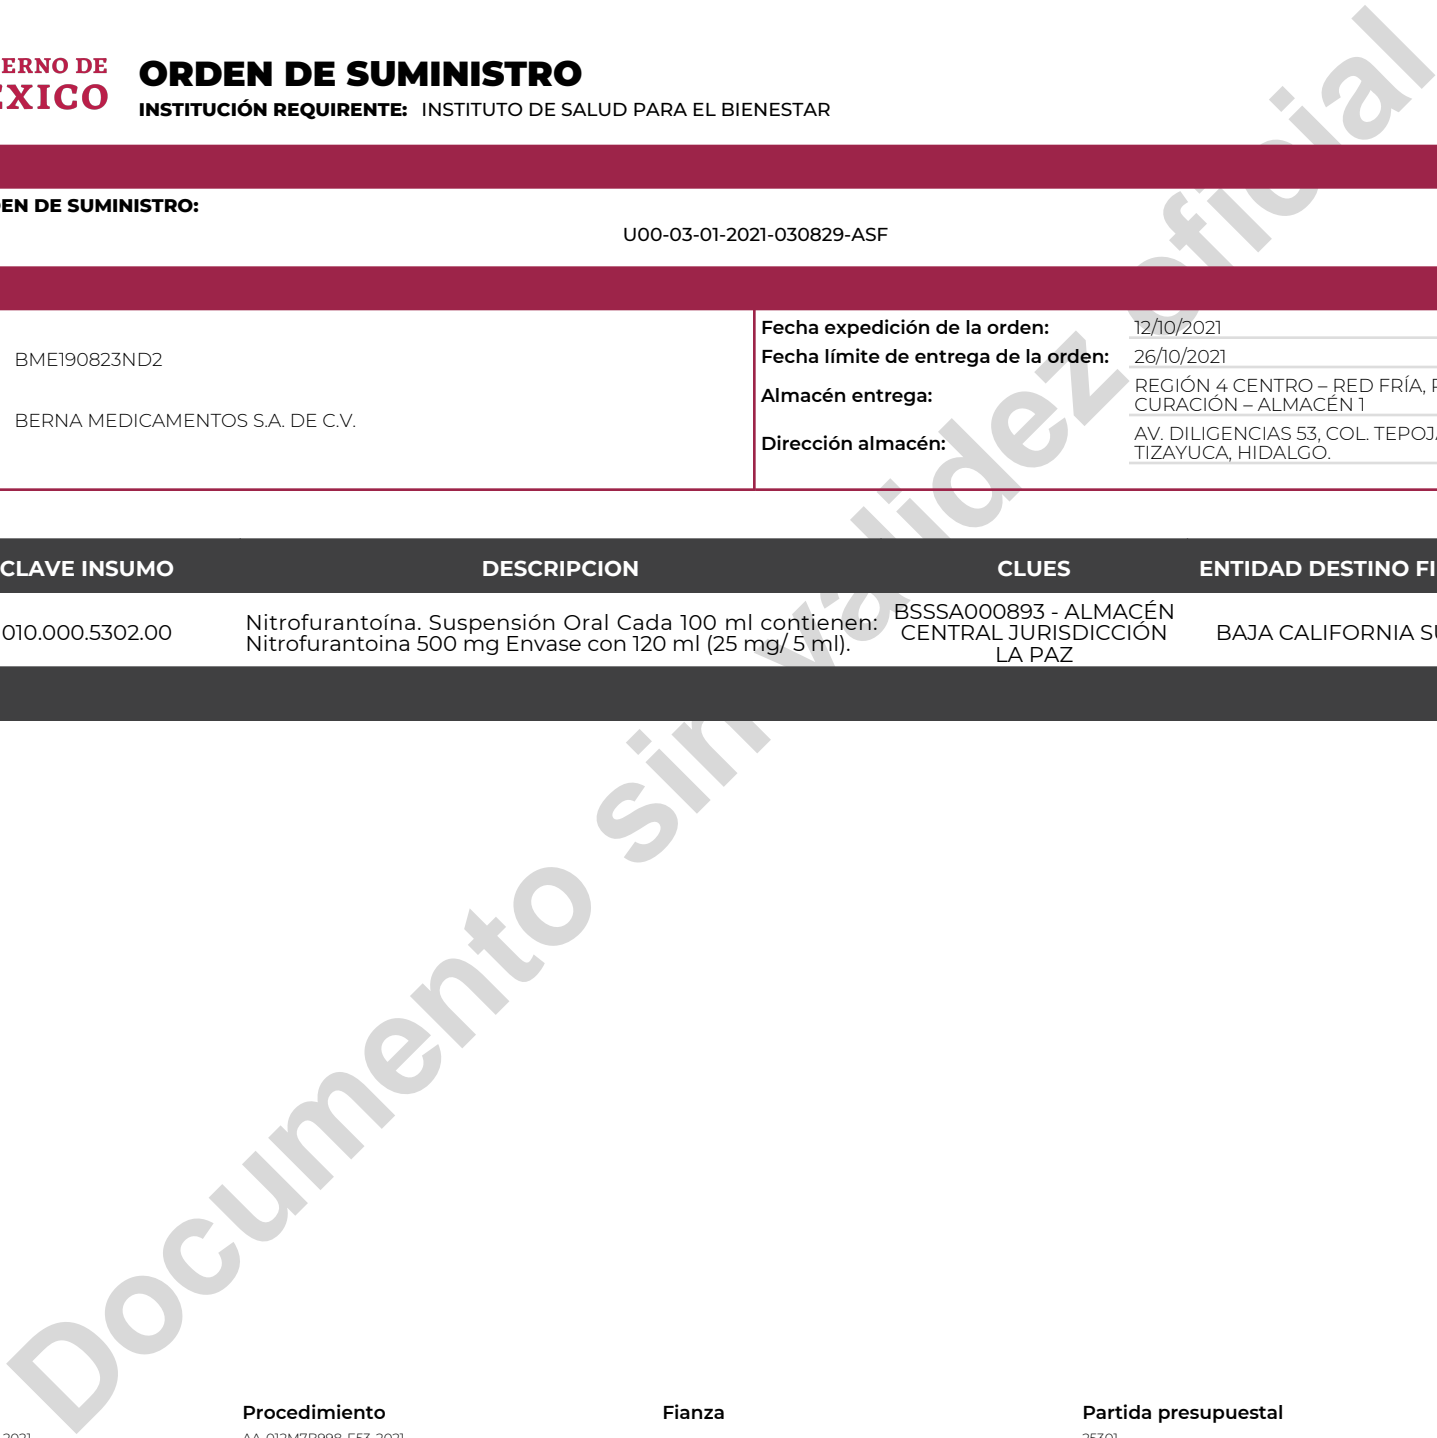 ERNO DE
EXICO
ORDEN DE SUMINISTRO
INSTITUCIÓN REQUIRENTE: INSTITUTO DE SALUD PARA EL BIENESTAR
EN DE SUMINISTRO:
U00-03-01-2021-030829-ASF
BME190823ND2
BERNA MEDICAMENTOS S.A. DE C.V.
Fecha expedición de la orden: 12/10/2021
Fecha límite de entrega de la orden: 26/10/2021
Almacén entrega: REGIÓN 4 CENTRO – RED FRÍA,
CURACIÓN – ALMACÉN 1
Dirección almacén: AV. DILIGENCIAS 53, COL. TEPOJA
TIZAYUCA, HIDALGO.
CLAVE INSUMO DESCRIPCION CLUES ENTIDAD DESTINO FI
010.000.5302.00
Nitrofurantoína. Suspensión Oral Cada 100 ml contienen:
Nitrofurantoina 500 mg Envase con 120 ml (25 mg/ 5 ml).
BSSSA000893 - ALMACÉN
CENTRAL JURISDICCIÓN
LA PAZ
BAJA CALIFORNIA SU
Documento sin validez oficial
Procedimiento Fianza Partida presupuestal